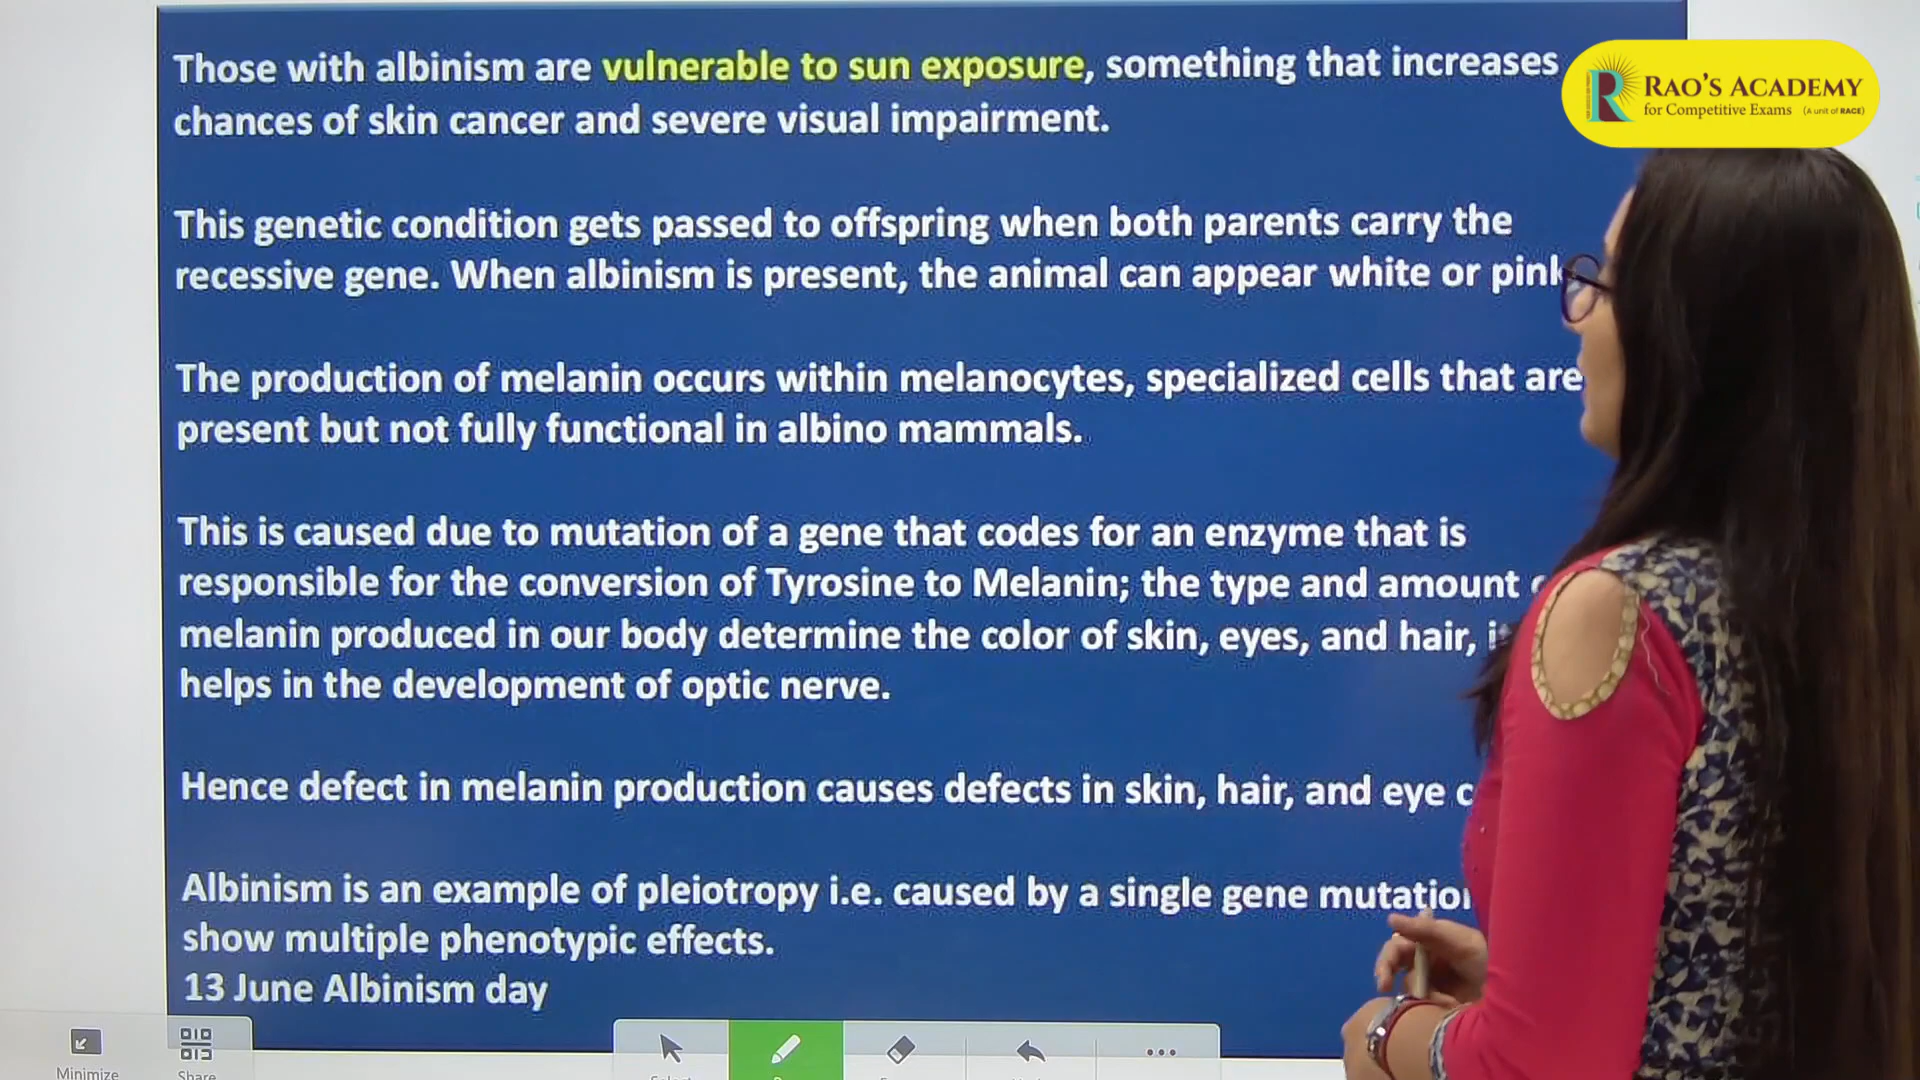 Those with albinism are vulnerable to sun exposure, something that increases
chances of skin cancer and severe visual impairment.
This genetic condition gets passed to offspring when both parents carry the
recessive gene. When albinism is present, the animal can appear white or pink
The production of melanin occurs within melanocytes, specialized cells that are
present but not fully functional in albino mammals.
This is caused due to mutation of a gene that codes for an enzyme that is
responsible for the conversion of Tyrosine to Melanin; the type and amount
melanin produced in our body determine the color of skin, eyes, and hair,
helps in the development of optic nerve.
Hence defect in melanin production causes defects in skin, hair, and eye
Albinism is an example of pleiotropy i.e. caused by a single gene mutation
show multiple phenotypic effects.
13 June Albinism day
RAO'S ACADEMY
for Competitive Exams (A unit of RACE)
Minimize
Share